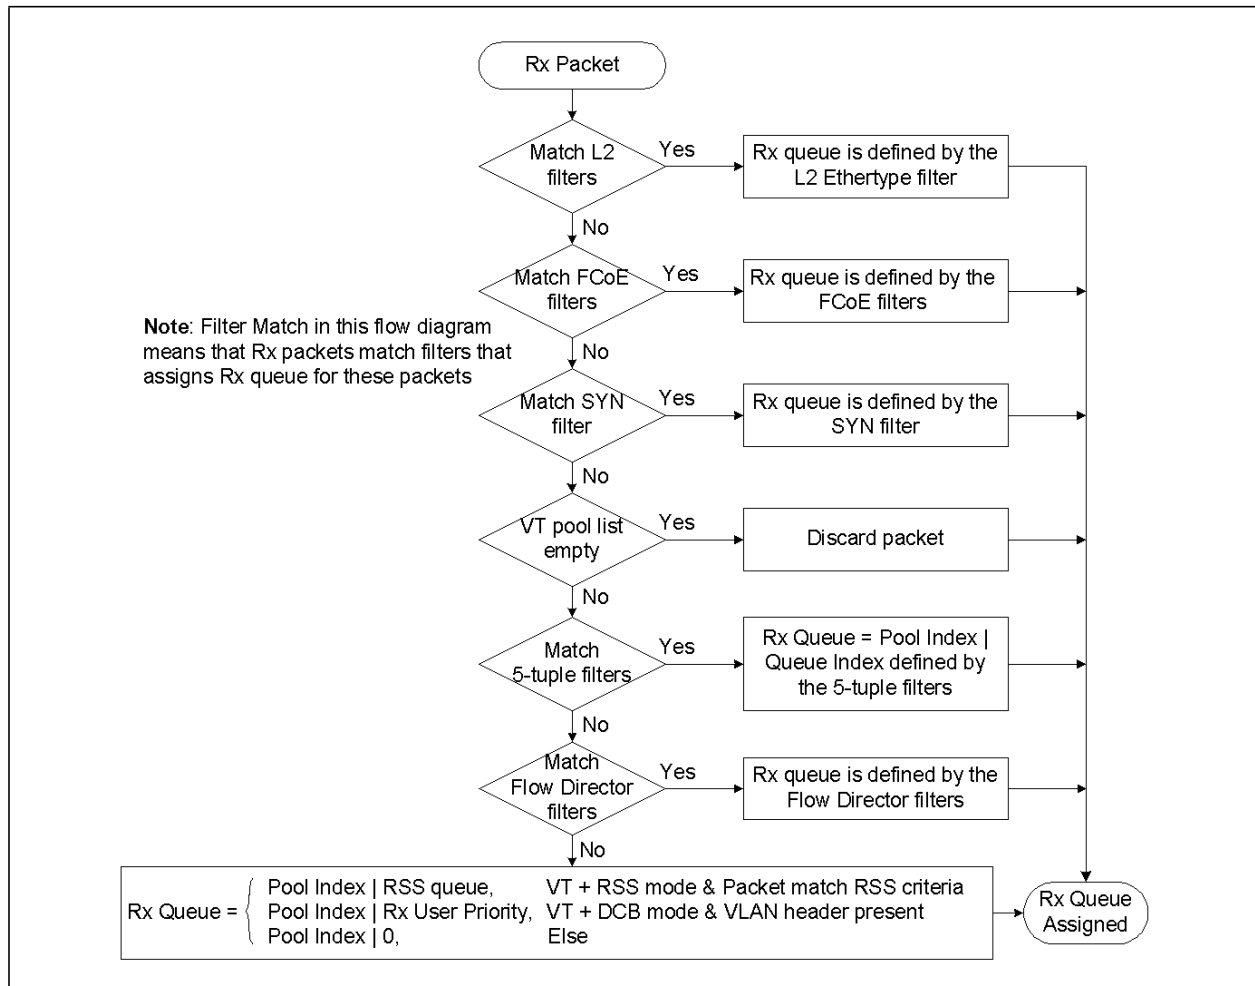 Rx Packet
Match L2
filters
Yes
Rx queue is defined by the
L2 Ethertype filter
No
Match FCoE
filters
Yes
Rx queue is defined by the
FCoE filters
Note: Filter Match in this flow diagram
means that Rx packets match filters that
assigns Rx queue for these packets
No
Match SYN
filter
Yes
Rx queue is defined by the
SYN filter
No
VT pool list
empty
Yes
Discard packet
No
Match
5-tuple filters
Yes
Rx Queue = Pool Index |
Queue Index defined by
the 5-tuple filters
No
Match
Flow Director
filters
Yes
Rx queue is defined by the
Flow Director filters
No
Rx Queue =
Pool Index | RSS queue, VT + RSS mode & Packet match RSS criteria
Pool Index | Rx User Priority, VT + DCB mode & VLAN header present
Pool Index | 0, Else
Rx Queue
Assigned